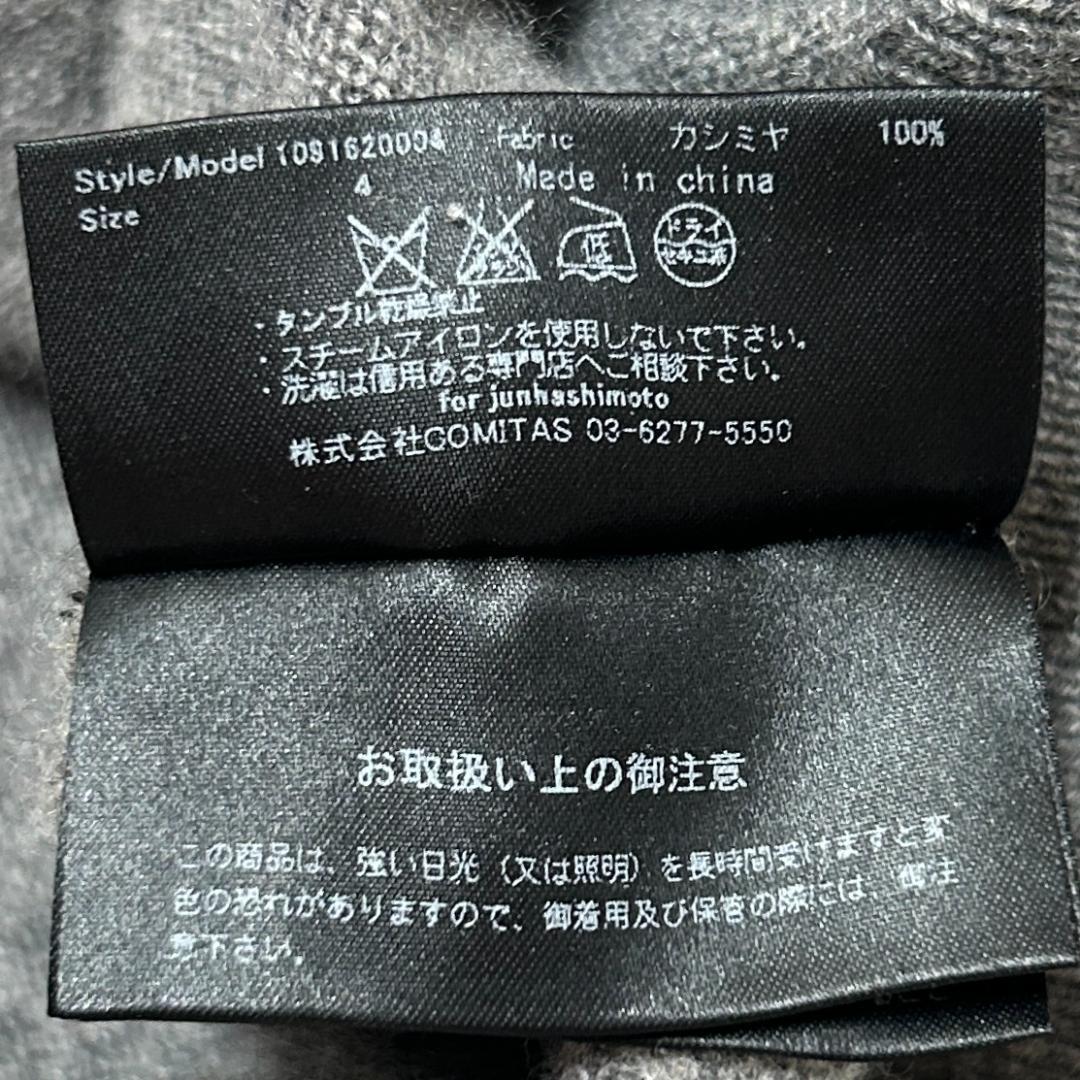 Style/Model 1091620004 Fabric カシミヤ 100%
Size 4 Made in china
低 ドライ セキユ系
・タンブル乾燥禁止
・スチームアイロンを使用しないで下さい。
・洗濯は信用ある専門店へご相談下さい。
for junhashimoto
株式会社COMITAS 03-6277-5550
お取扱い上の御注意
この商品は、強い日光（又は照明）を長時間受けますと変
色の恐れがありますので、御着用及び保管の際には、御注
意下さい。